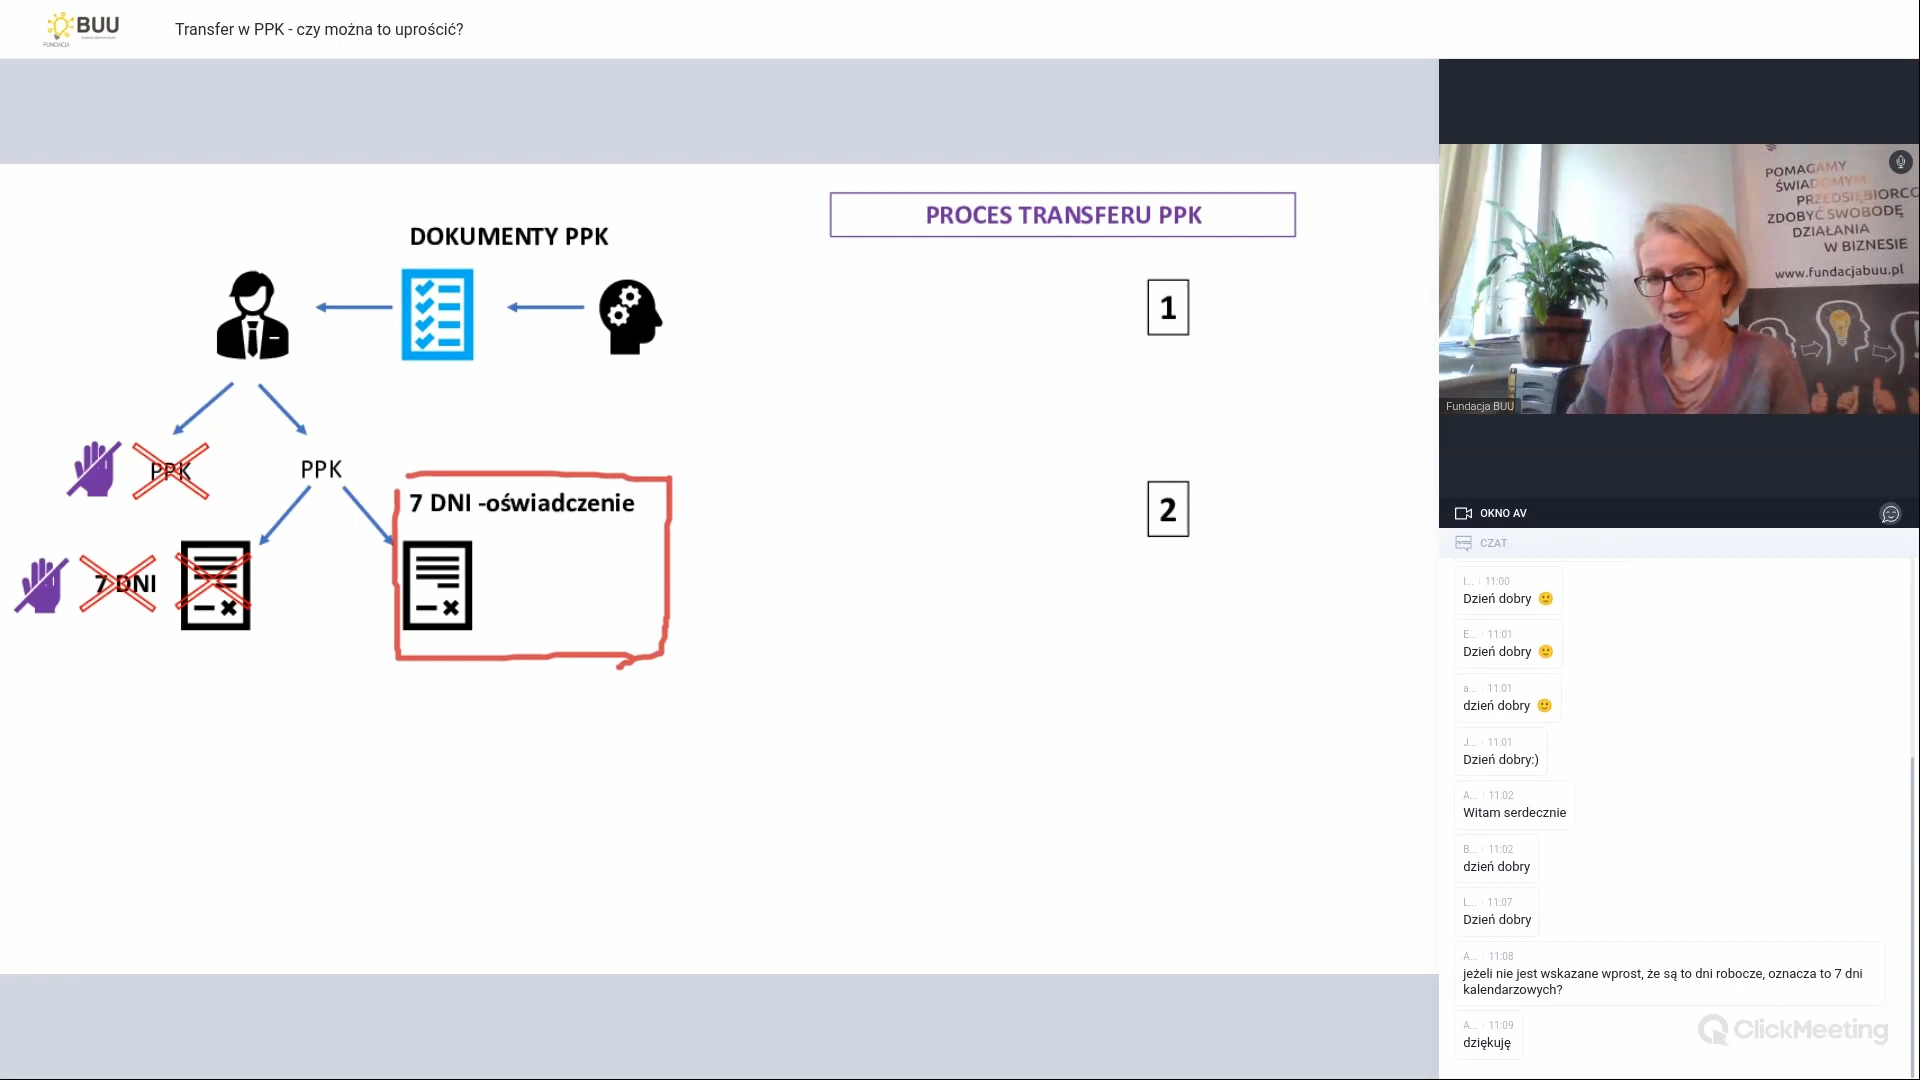 BUU
FUNDACJA
Transfer w PPK - czy można to uprościć?
DOKUMENTY PPK
PROCES TRANSFERU PPK
1
PPK
PPK
7 DNI -oświadczenie
2
7 DNI
POMAGAMY
ŚWIADOMYM
PRZEDSIĘBIORCO
ZDOBYĆ SWOBODĘ
DZIAŁANIA
W BIZNESIE
www.fundacjabuu.pl
Fundacja BUU
OKNO AV
CZAT
I... 11:00
Dzień dobry 🙂
E... 11:01
Dzień dobry 🙂
a... 11:01
dzień dobry 🙂
J... 11:01
Dzień dobry:)
A... 11:02
Witam serdecznie
B... 11:02
dzień dobry
L... 11:07
Dzień dobry
A... 11:08
jeżeli nie jest wskazane wprost, że są to dni robocze, oznacza to 7 dni
kalendarzowych?
A... 11:09
dziękuję
ClickMeeting